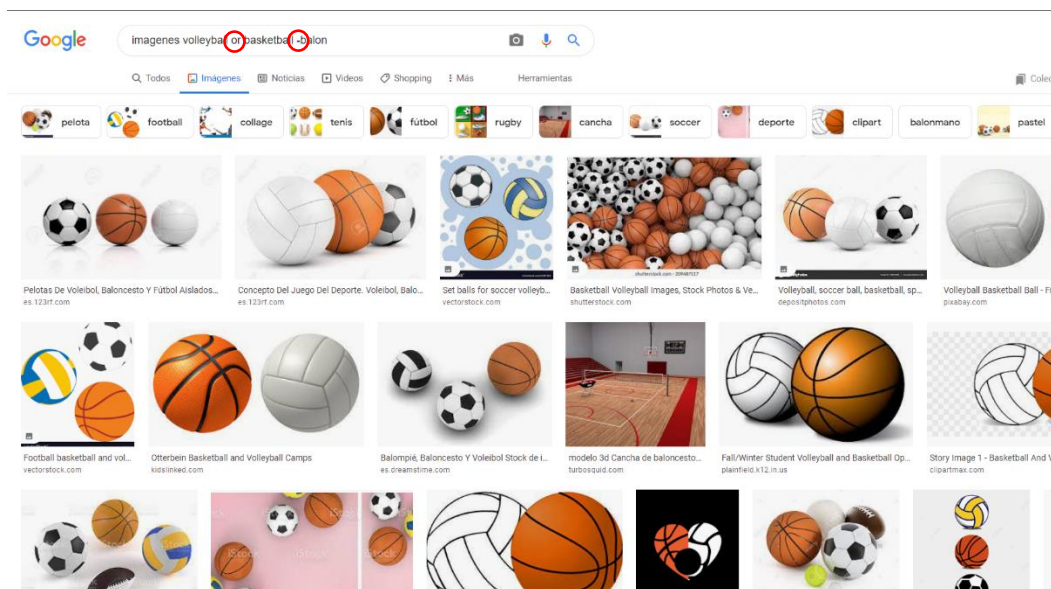 Google
imagenes volleyball or basketball -balon
Todos Imágenes Noticias Videos Shopping Más Herramientas
pelota football collage tenis fútbol rugby cancha soccer deporte clipart balonmano pastel
Pelotas De Voleibol, Baloncesto Y Fútbol Aislados...
es.123rf.com
Concepto Del Juego Del Deporte. Voleibol, Balo...
es.123rf.com
Set balls for soccer volleyb...
vectorstock.com
shutterstock.com
Basketball Volleyball Images, Stock Photos & Ve...
shutterstock.com
Volleyball, soccer ball, basketball, sp...
depositphotos.com
Volleyball Basketball Ball -
pixabay.com
Football basketball and vol...
vectorstock.com
Otterbein Basketball and Volleyball Camps
kidslinked.com
Balompié, Baloncesto Y Voleibol Stock de i...
es.dreamstime.com
modelo 3d Cancha de baloncesto...
turbosquid.com
Fall/Winter Student Volleyball and Basketball Op...
plainfield.k12.in.us
Story Image 1 - Basketball And
clipartmax.com
iStock
iStock